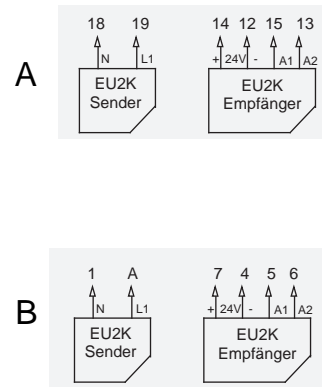 18 19 14 12 15 13
N L1 + 24V - A1 A2
A
EU2K EU2K
Sender Empfänger
1 A 7 4 5 6
N L1 + 24V - A1 A2
B
EU2K EU2K
Sender Empfänger